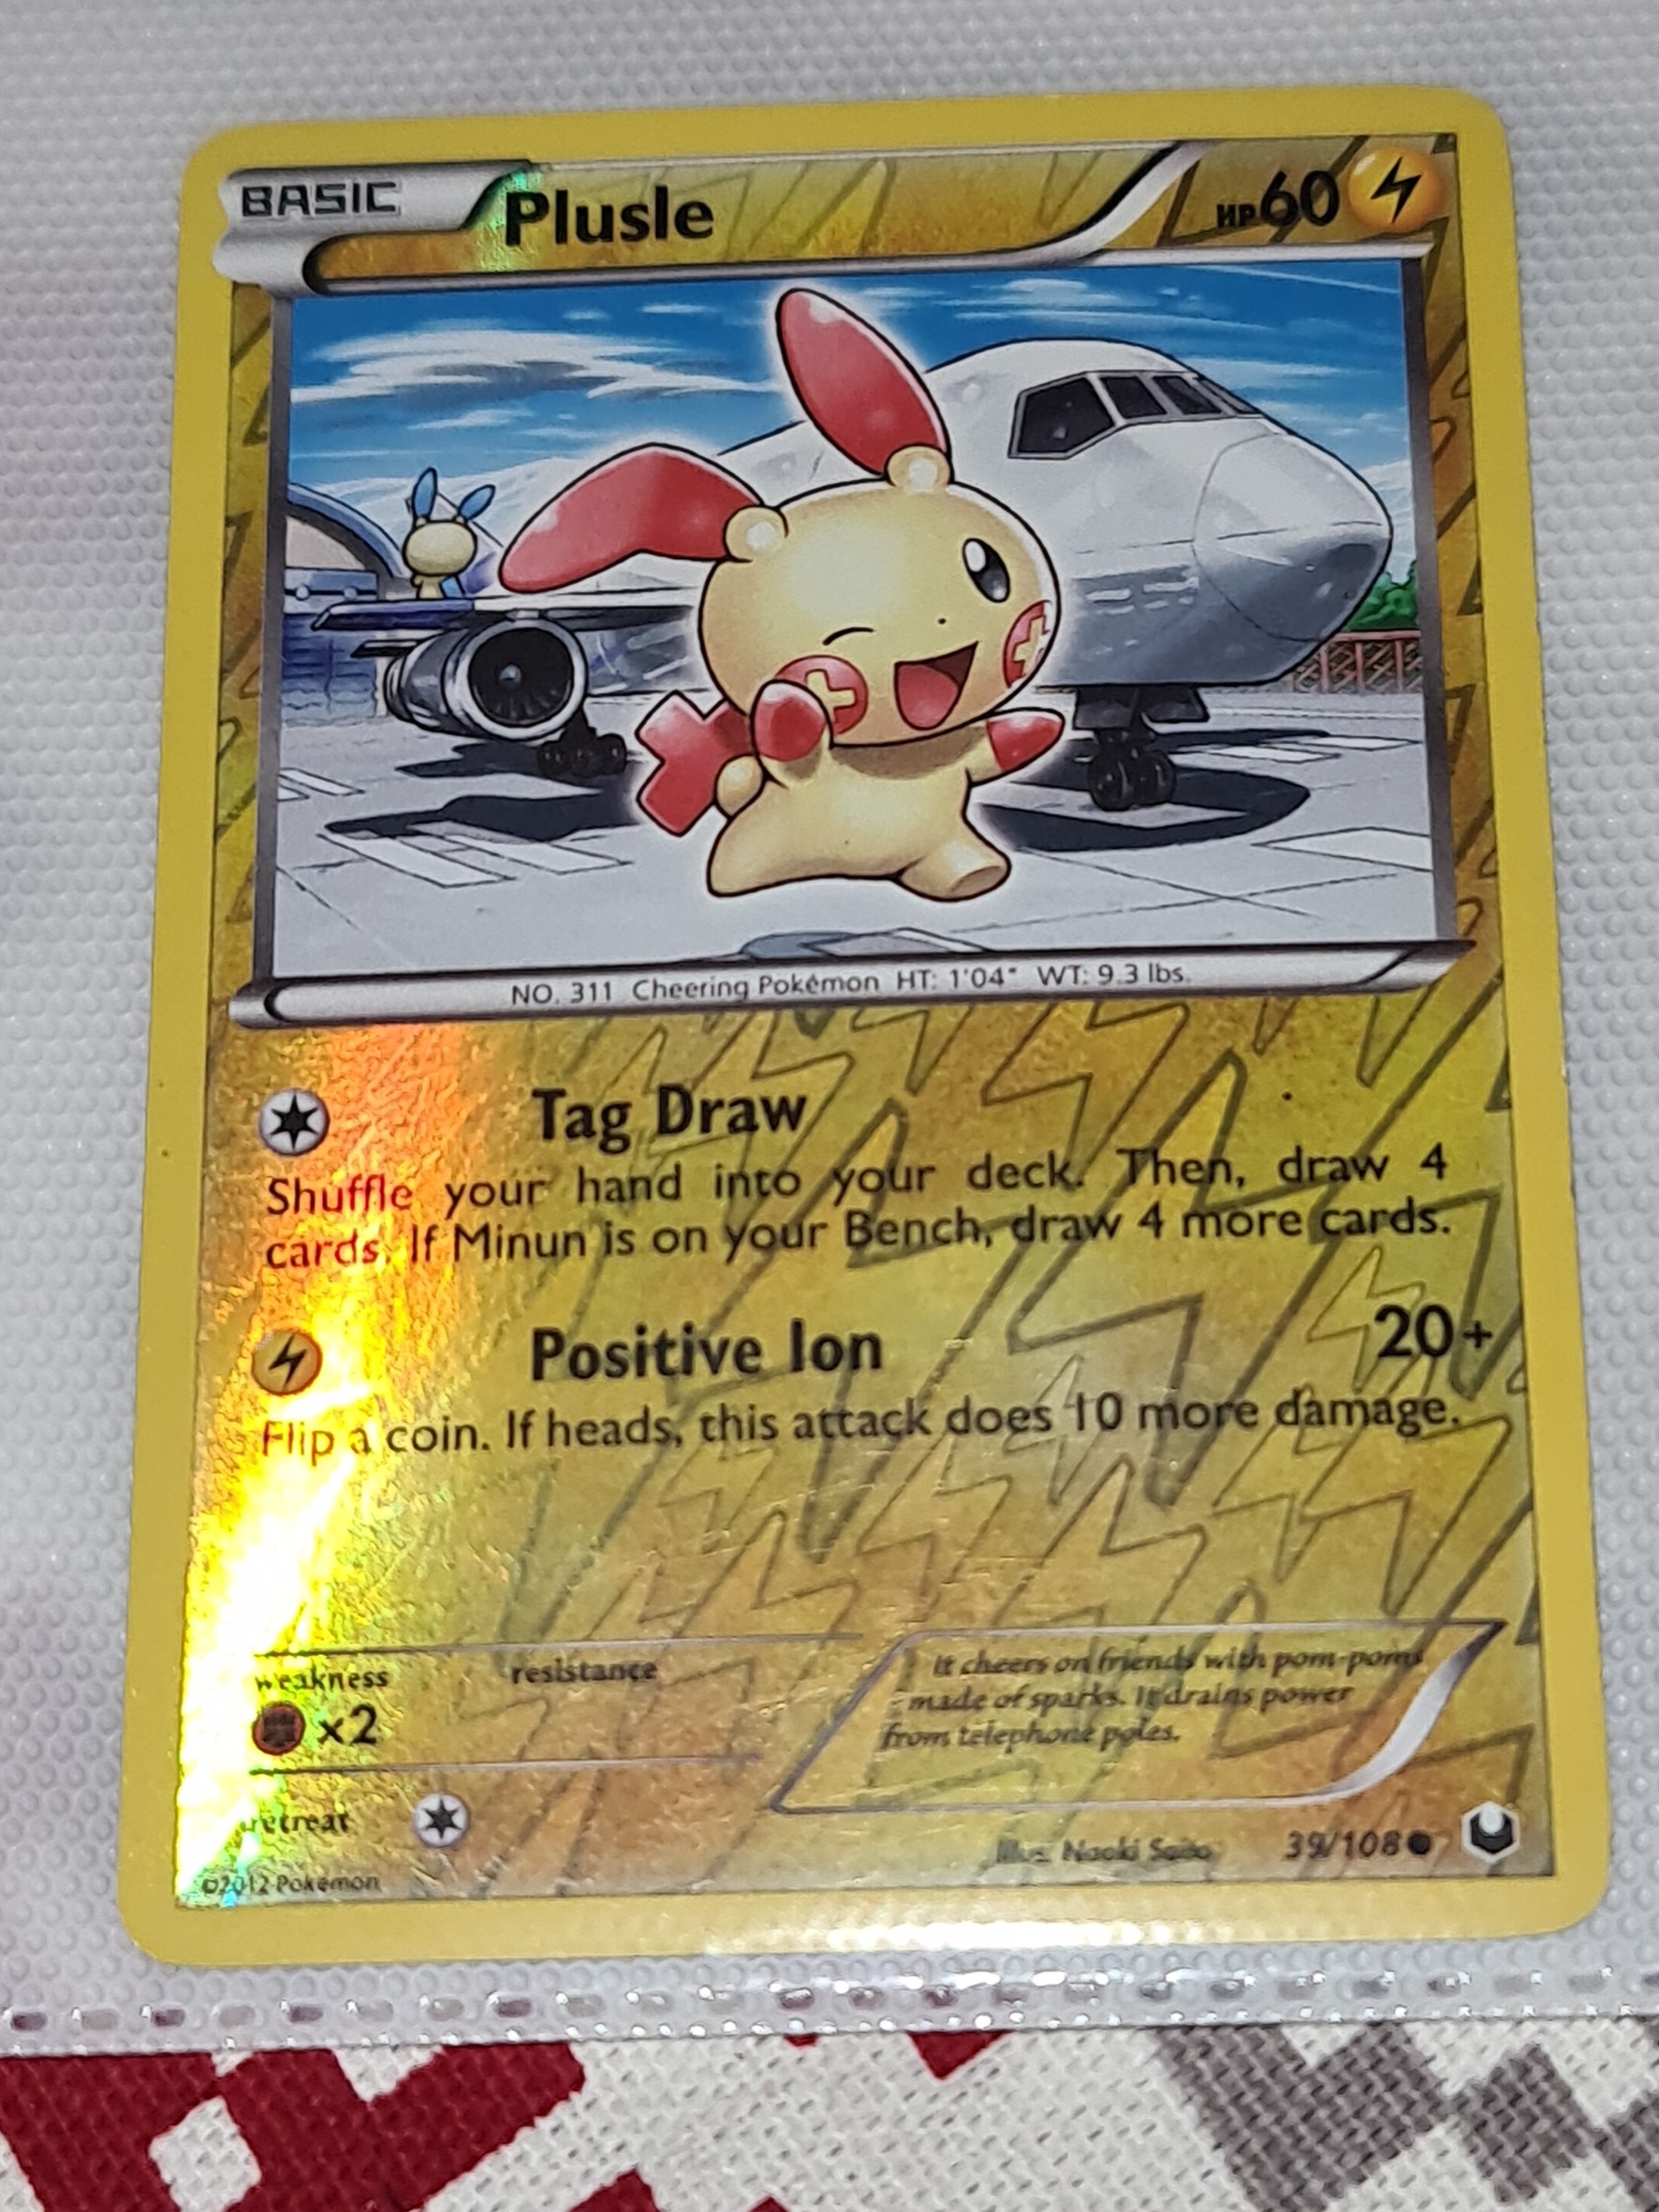 BASIC
Plusle
HP60
NO. 311 Cheering Pokémon HT: 1'04" WT: 9.3 lbs.
Tag Draw
Shuffle your hand into your deck. Then, draw 4
cards. If Minun is on your Bench, draw 4 more cards.
Positive Ion 20+
Flip a coin. If heads, this attack does 10 more damage.
weakness
x2
resistance
It cheers on friends with pom-poms
made of sparks. It drains power
from telephone poles.
retreat
Illus. Naoki Saito
39/108
©2012 Pokémon